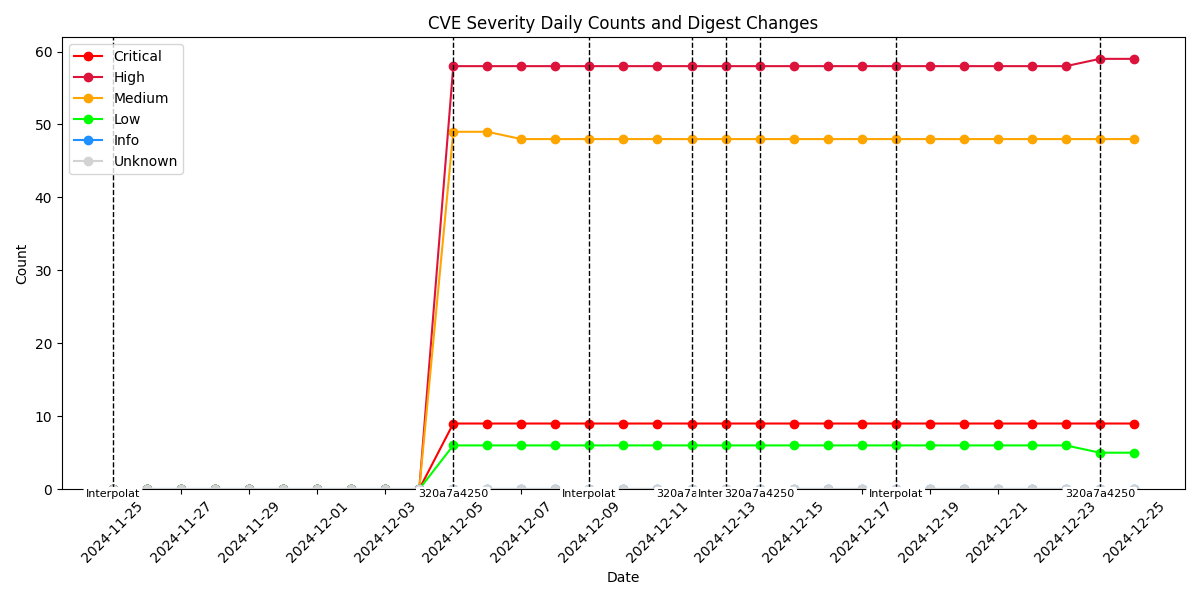 CVE Severity Daily Counts and Digest Changes
Critical
High
Medium
Low
Info
Unknown
Count
60
50
40
30
20
10
0
Interpolat
320a7a4250
Interpolat
320a7a
Inter
320a7a4250
Interpolat
320a7a4250
2024-11-25
2024-11-27
2024-11-29
2024-12-01
2024-12-03
2024-12-05
2024-12-07
2024-12-09
2024-12-11
2024-12-13
2024-12-15
2024-12-17
2024-12-19
2024-12-21
2024-12-23
2024-12-25
Date